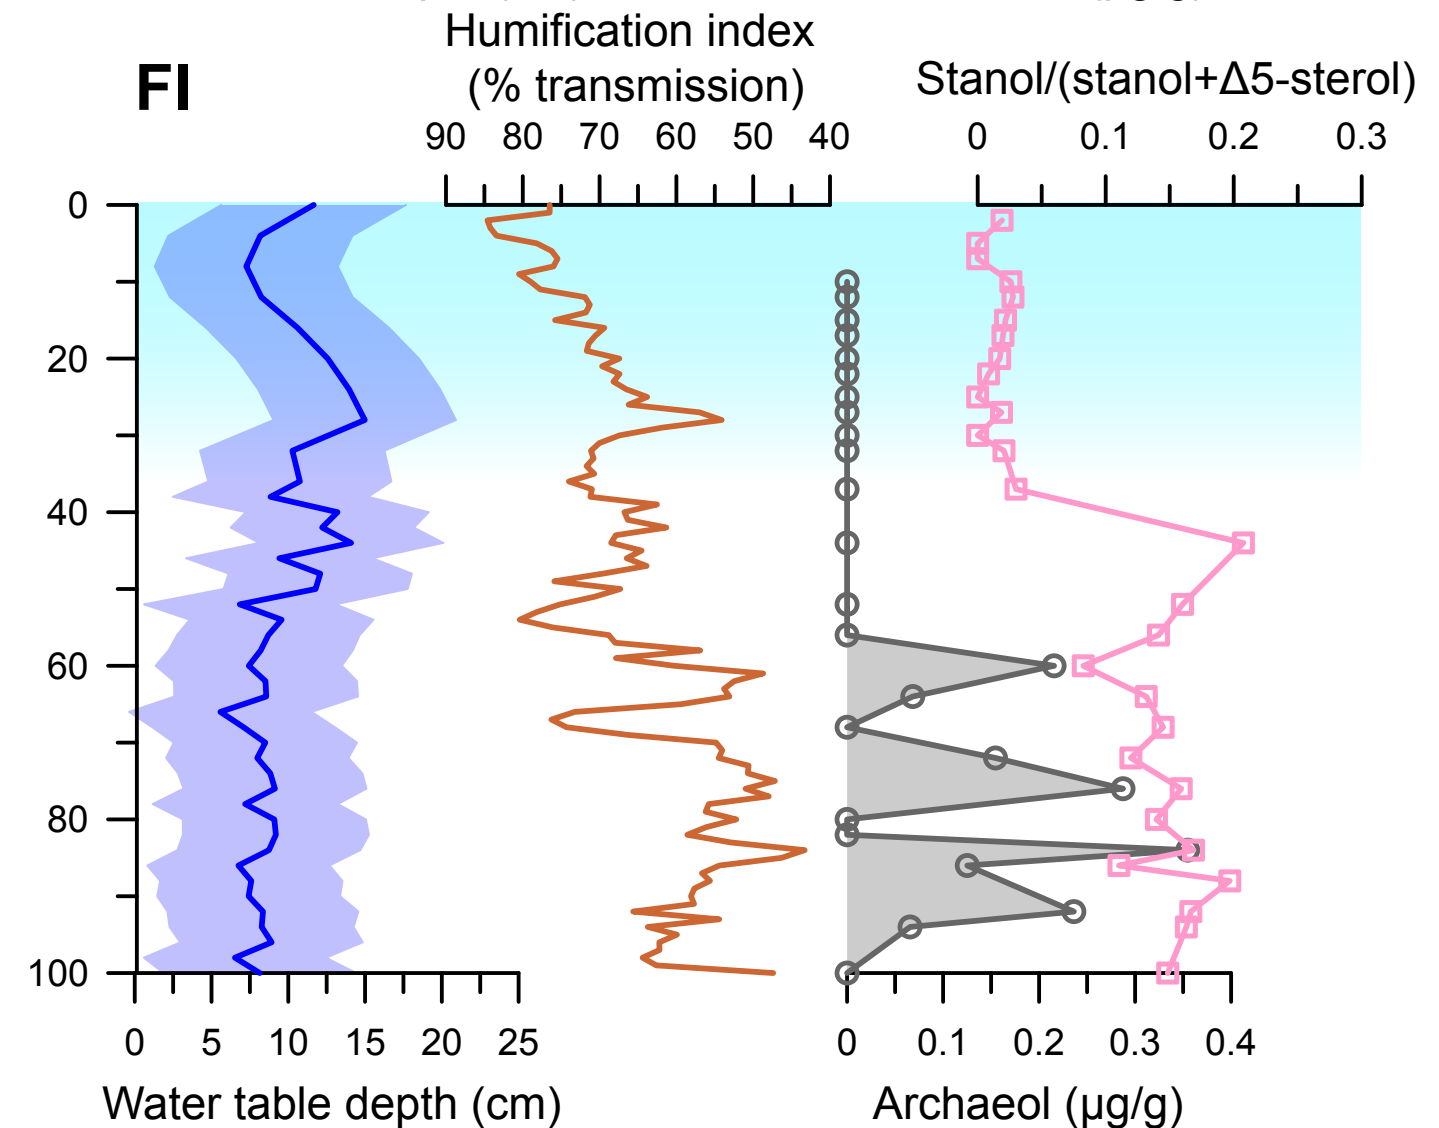 Humification index
(% transmission)
FI
Stanol/(stanol+Δ5-sterol)
90 80 70 60 50 40
0 0.1 0.2 0.3
0
20
40
60
80
100
0 5 10 15 20 25
0 0.1 0.2 0.3 0.4
Water table depth (cm)
Archaeol (μg/g)